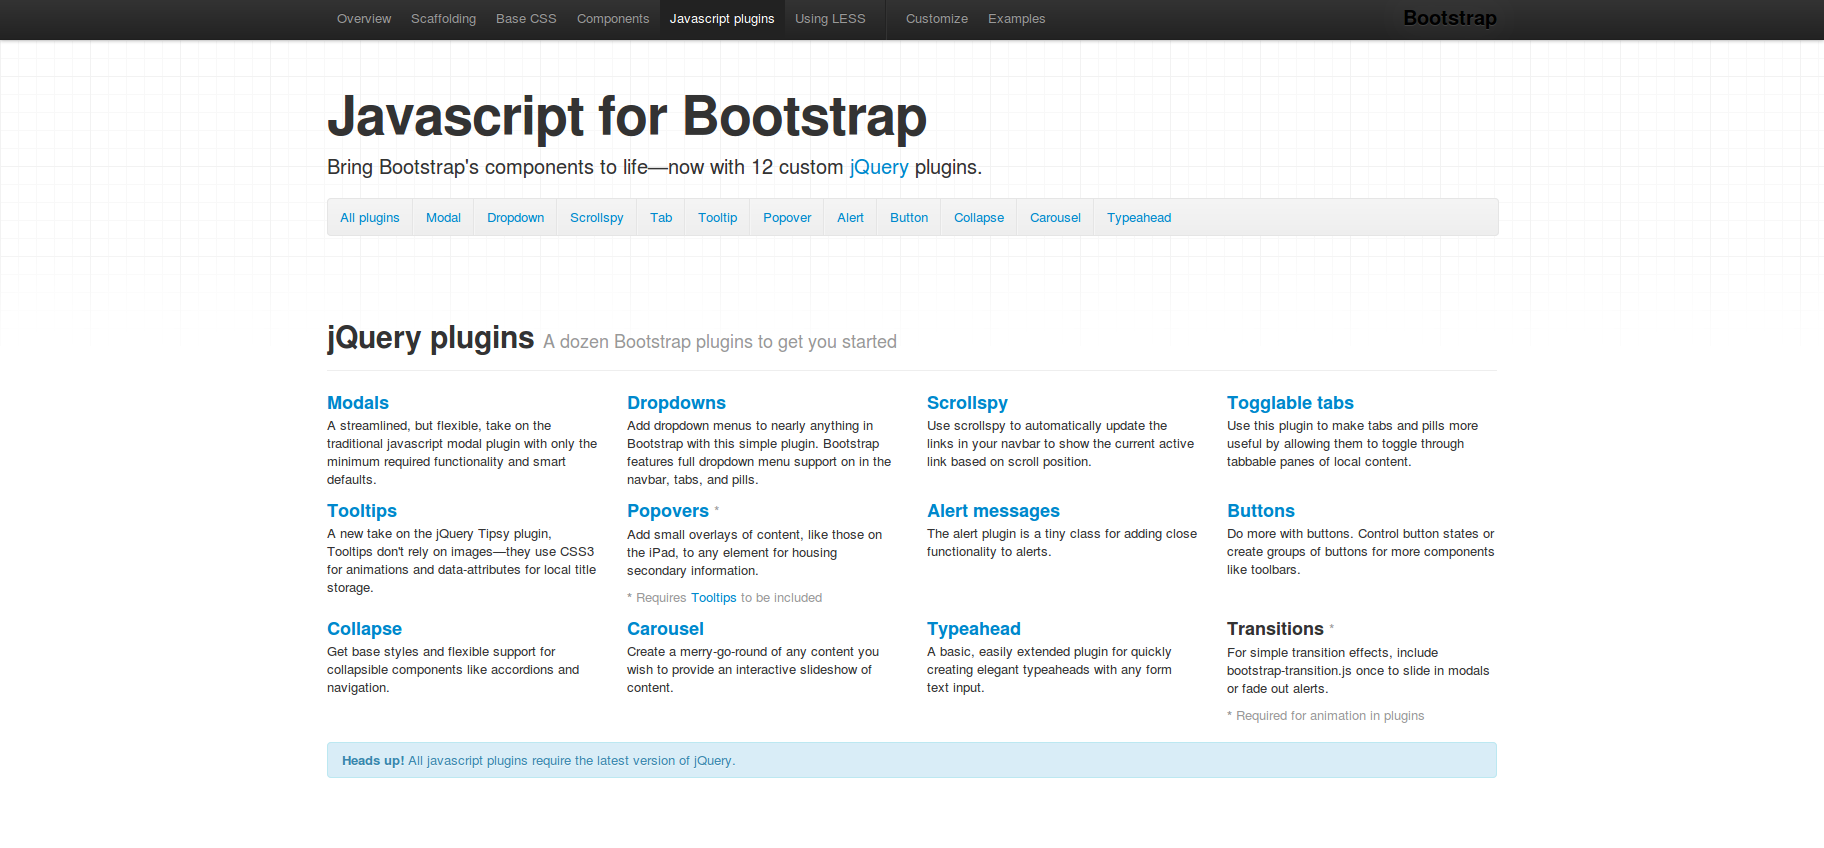 Overview Scaffolding Base CSS Components Javascript plugins Using LESS Customize Examples Bootstrap
Javascript for Bootstrap
Bring Bootstrap's components to life—now with 12 custom jQuery plugins.
All plugins Modal Dropdown Scrollspy Tab Tooltip Popover Alert Button Collapse Carousel Typeahead
jQuery plugins A dozen Bootstrap plugins to get you started
Modals
A streamlined, but flexible, take on the
traditional javascript modal plugin with only the
minimum required functionality and smart
defaults.
Dropdowns
Add dropdown menus to nearly anything in
Bootstrap with this simple plugin. Bootstrap
features full dropdown menu support on in the
navbar, tabs, and pills.
Scrollspy
Use scrollspy to automatically update the
links in your navbar to show the current active
link based on scroll position.
Togglable tabs
Use this plugin to make tabs and pills more
useful by allowing them to toggle through
tabbable panes of local content.
Tooltips
A new take on the jQuery Tipsy plugin,
Tooltips don't rely on images—they use CSS3
for animations and data-attributes for local title
storage.
Popovers *
Add small overlays of content, like those on
the iPad, to any element for housing
secondary information.
* Requires Tooltips to be included
Alert messages
The alert plugin is a tiny class for adding close
functionality to alerts.
Buttons
Do more with buttons. Control button states or
create groups of buttons for more components
like toolbars.
Collapse
Get base styles and flexible support for
collapsible components like accordions and
navigation.
Carousel
Create a merry-go-round of any content you
wish to provide an interactive slideshow of
content.
Typeahead
A basic, easily extended plugin for quickly
creating elegant typeaheads with any form
text input.
Transitions *
For simple transition effects, include
bootstrap-transition.js once to slide in modals
or fade out alerts.
* Required for animation in plugins
Heads up! All javascript plugins require the latest version of jQuery.